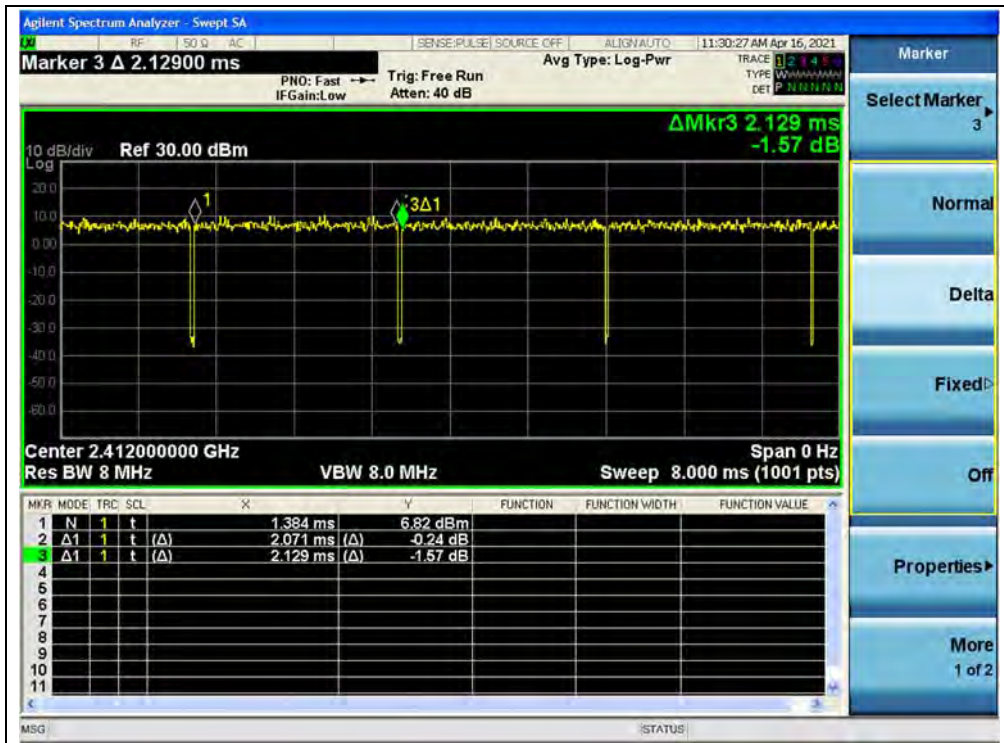 Agilent Spectrum Analyzer - Swept SA
RF 50 Ω AC SENSE:PULSE SOURCE OFF ALIGNAUTO 11:30:27 AM Apr 16, 2021
Marker 3 Δ 2.12900 ms
PNO: Fast
IFGain:Low
Trig: Free Run
Atten: 40 dB
Avg Type: Log-Pwr
TRACE 1 2 3 4 5 6
TYPE W
DET P N N N N N
ΔMkr3 2.129 ms
-1.57 dB
10 dB/div Ref 30.00 dBm
Log
20.0
10.0
0.00
-10.0
-20.0
-30.0
-40.0
-50.0
-60.0
1
3Δ1
Center 2.412000000 GHz Span 0 Hz
Res BW 8 MHz VBW 8.0 MHz Sweep 8.000 ms (1001 pts)
MKR MODE TRC SCL X Y FUNCTION FUNCTION WIDTH FUNCTION VALUE
1 N 1 t 1.384 ms 6.82 dBm
2 Δ1 1 t (Δ) 2.071 ms (Δ) -0.24 dB
3 Δ1 1 t (Δ) 2.129 ms (Δ) -1.57 dB
4
5
6
7
8
9
10
11
MSG STATUS
Marker
Select Marker
3
Normal
Delta
Fixed
Off
Properties
More
1 of 2